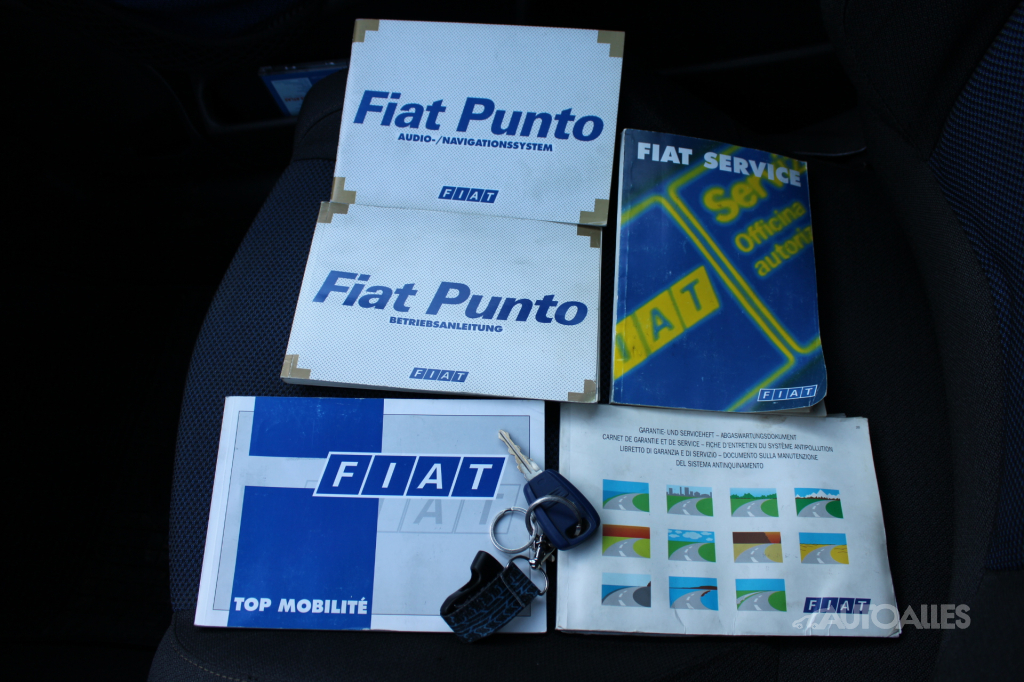 Fiat Punto
AUDIO-/NAVIGATIONSSYSTEM
FIAT
Fiat Punto
BETRIEBSANLEITUNG
FIAT
FIAT SERVICE
Officina
FIAT
FIAT
TOP MOBILITÉ
GARANTIE- UND SERVICEHEFT – ABGASWARTUNGSDOKUMENT
CARNET DE GARANTIE ET DE SERVICE – FICHE D'ENTRETIEN DU SYSTÈME ANTIPOLLUTION
LIBRETTO DI GARANZIA E DI SERVIZIO – DOCUMENTO SULLA MANUTENZIONE
DEL SISTEMA ANTINQUINAMENTO
FIAT
AUTOALLES